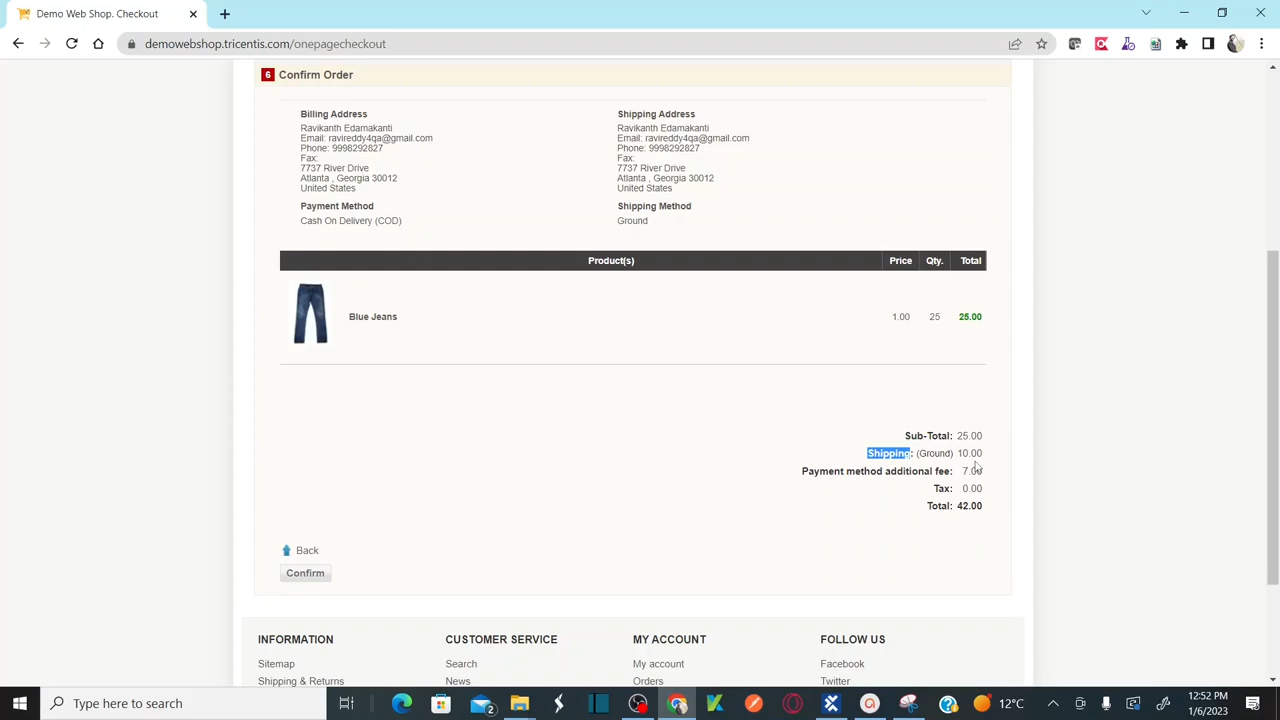 Demo Web Shop. Checkout
demowebshop.tricentis.com/onepagecheckout
6 Confirm Order
Billing Address
Ravikanth Edamakanti
Email: ravireddy4qa@gmail.com
Phone: 9998292827
Fax:
7737 River Drive
Atlanta , Georgia 30012
United States
Payment Method
Cash On Delivery (COD)
Shipping Address
Ravikanth Edamakanti
Email: ravireddy4qa@gmail.com
Phone: 9998292827
Fax:
7737 River Drive
Atlanta , Georgia 30012
United States
Shipping Method
Ground
Product(s) Price Qty. Total
Blue Jeans 1.00 25 25.00
Sub-Total: 25.00
Shipping: (Ground) 10.00
Payment method additional fee: 7.00
Tax: 0.00
Total: 42.00
Back
Confirm
INFORMATION CUSTOMER SERVICE MY ACCOUNT FOLLOW US
Sitemap Search My account Facebook
Shipping & Returns News Orders Twitter
Type here to search
2
12°C
12:52 PM
1/6/2023